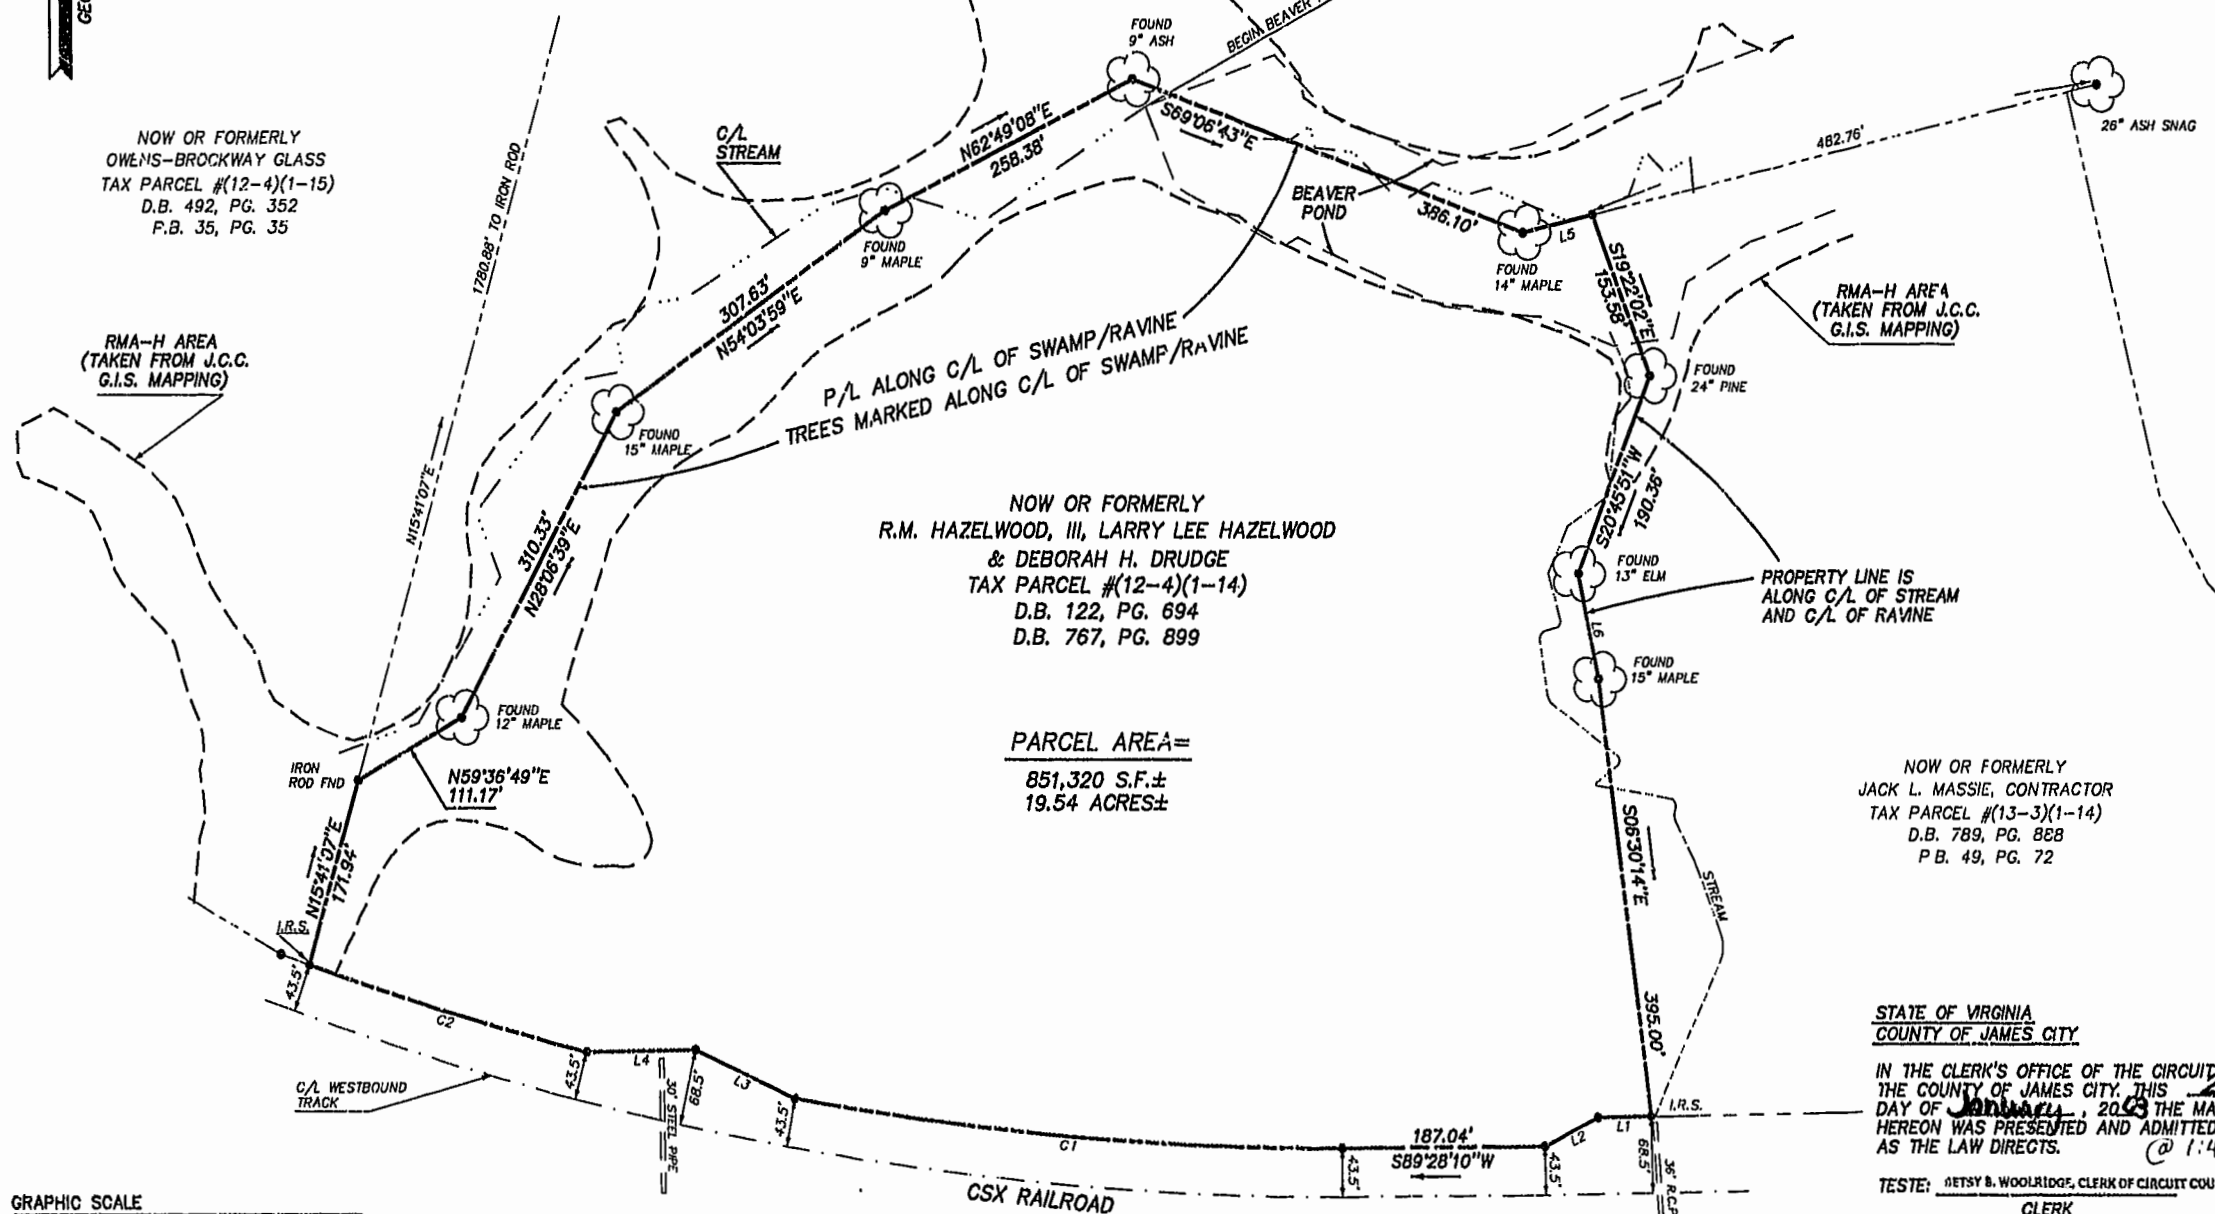 NOW OR FORMERLY
OWENS-BROCKWAY GLASS
TAX PARCEL #(12-4)(1-15)
D.B. 492, PG. 352
P.B. 35, PG. 35
RMA-H AREA
(TAKEN FROM J.C.C.
G.I.S. MAPPING)
1780.88' TO IRON ROD
N15°41'07"E
C/L
STREAM
FOUND
9" ASH
BEGIN BEAVER
N62°49'08"E
258.38'
S69°06'43"E
386.10'
BEAVER
POND
FOUND
9" MAPLE
307.63'
N54°03'59"E
P/L ALONG C/L OF SWAMP/RAVINE
TREES MARKED ALONG C/L OF SWAMP/RAVINE
FOUND
15" MAPLE
310.33'
N28°06'39"E
FOUND
12" MAPLE
IRON
ROD FND
N59°36'49"E
111.17'
N15°41'07"E
171.94'
I.R.S.
43.5'
482.76'
26" ASH SNAG
FOUND
14" MAPLE
L5
S19°22'02"E
153.58'
RMA-H AREA
(TAKEN FROM J.C.C.
G.I.S. MAPPING)
FOUND
24" PINE
S20°45'51"W
190.36'
FOUND
13" ELM
PROPERTY LINE IS
ALONG C/L OF STREAM
AND C/L OF RAVINE
L6
FOUND
15" MAPLE
NOW OR FORMERLY
R.M. HAZELWOOD, III, LARRY LEE HAZELWOOD
& DEBORAH H. DRUDGE
TAX PARCEL #(12-4)(1-14)
D.B. 122, PG. 694
D.B. 767, PG. 899
PARCEL AREA=
851,320 S.F.±
19.54 ACRES±
NOW OR FORMERLY
JACK L. MASSIE, CONTRACTOR
TAX PARCEL #(13-3)(1-14)
D.B. 789, PG. 888
P B. 49, PG. 72
S06°30'14"E
395.00'
STREAM
C2
C/L WESTBOUND
TRACK
43.5'
L4
30" STEEL PIPE
68.5'
L3
43.5'
C1
187.04'
S89°28'10"W
43.5'
43.5'
L2
L1
I.R.S.
68.5'
36" R.C.P
CSX RAILROAD
GRAPHIC SCALE
STATE OF VIRGINIA
COUNTY OF JAMES CITY
IN THE CLERK'S OFFICE OF THE CIRCUIT
THE COUNTY OF JAMES CITY. THIS
DAY OF January, 2003 THE MA
HEREON WAS PRESENTED AND ADMITTED
AS THE LAW DIRECTS. @ 1:4
TESTE: BETSY B. WOOLRIDGE, CLERK OF CIRCUIT COU
CLERK